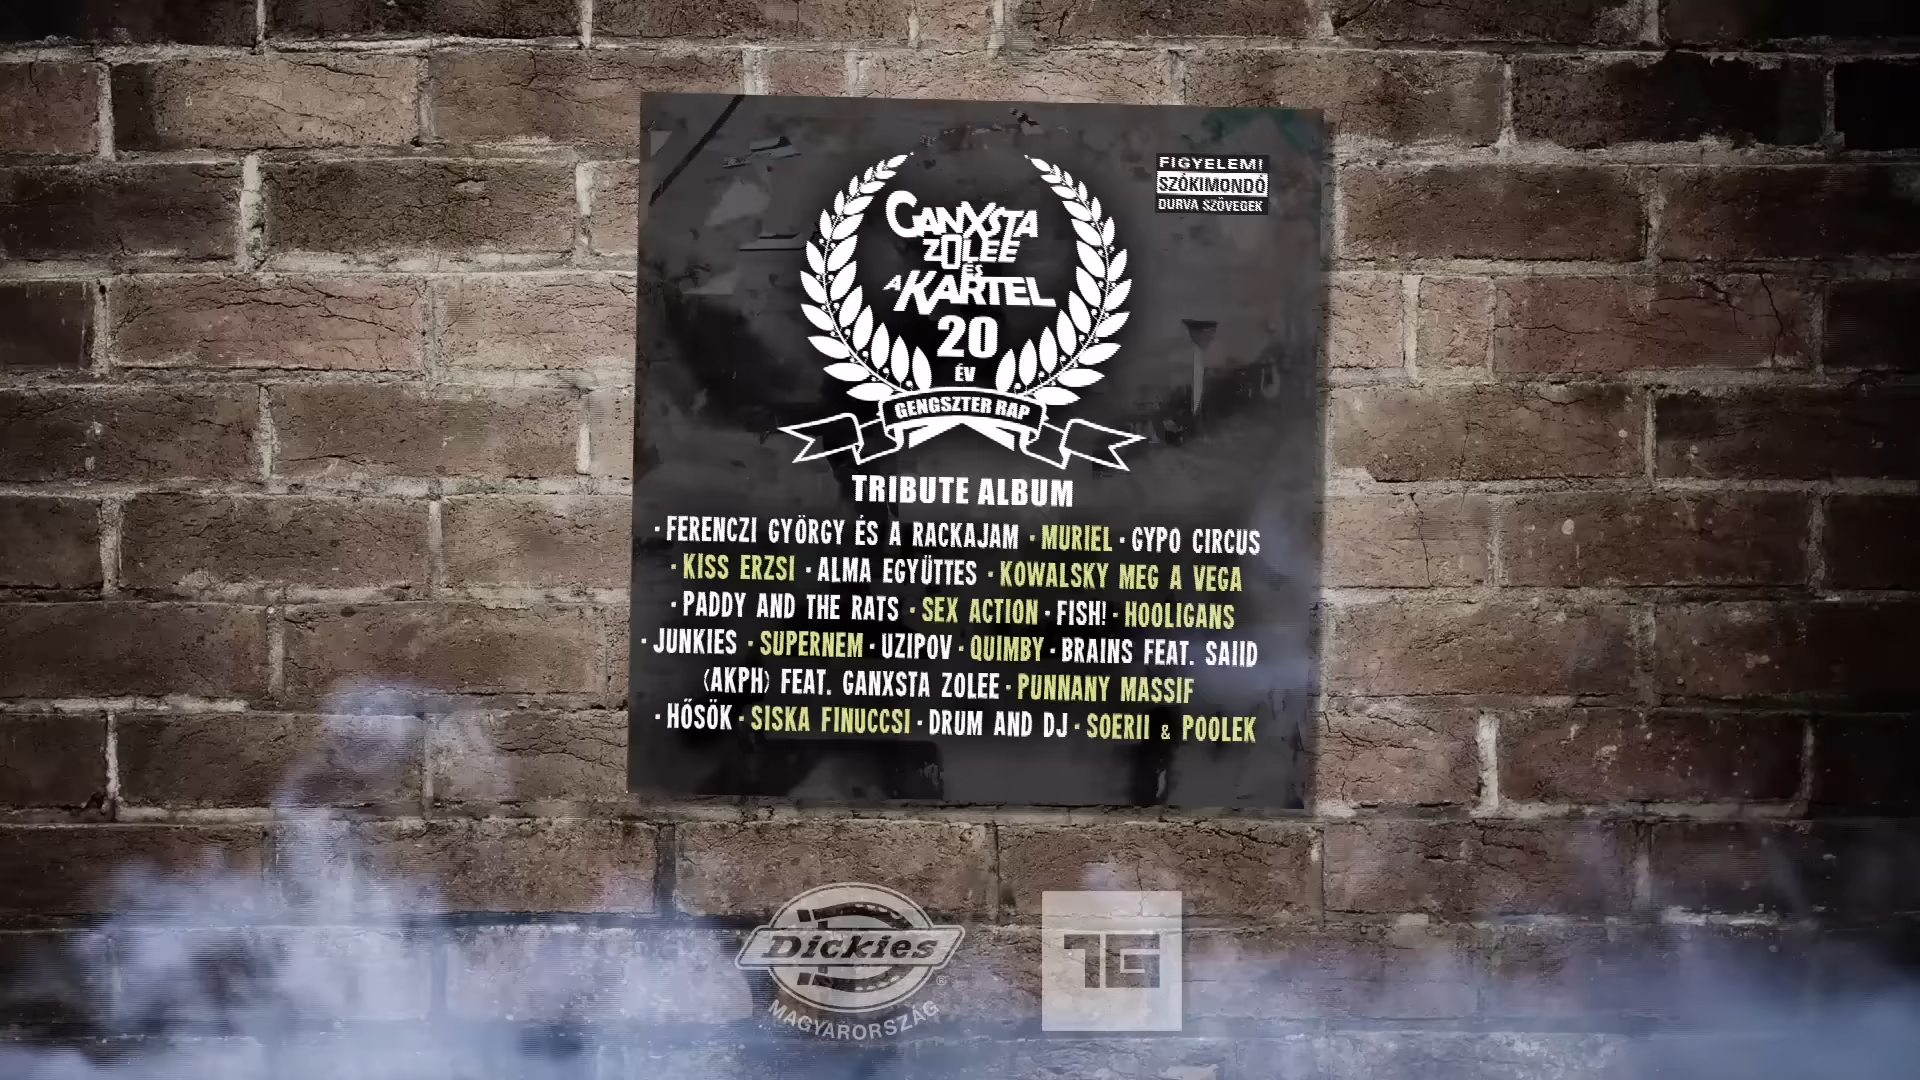 FIGYELEM!
SZÓKIMONDÓ
DURVA SZÖVEGEK
GANXSTA
ZOLEE
ÉS
A KARTEL
20
ÉV
GENGSZTER RAP
TRIBUTE ALBUM
· FERENCZI GYÖRGY ÉS A RACKAJAM · MURIEL · GYPO CIRCUS
· KISS ERZSI · ALMA EGYÜTTES · KOWALSKY MEG A VEGA
· PADDY AND THE RATS · SEX ACTION · FISH! · HOOLIGANS
· JUNKIES · SUPERNEM · UZIPOV · QUIMBY · BRAINS FEAT. SAIID
(AKPH) FEAT. GANXSTA ZOLEE · PUNNANY MASSIF
· HŐSÖK · SISKA FINUCCSI · DRUM AND DJ · SOERII & POOLEK
Dickies ®
MAGYARORSZÁG
TG